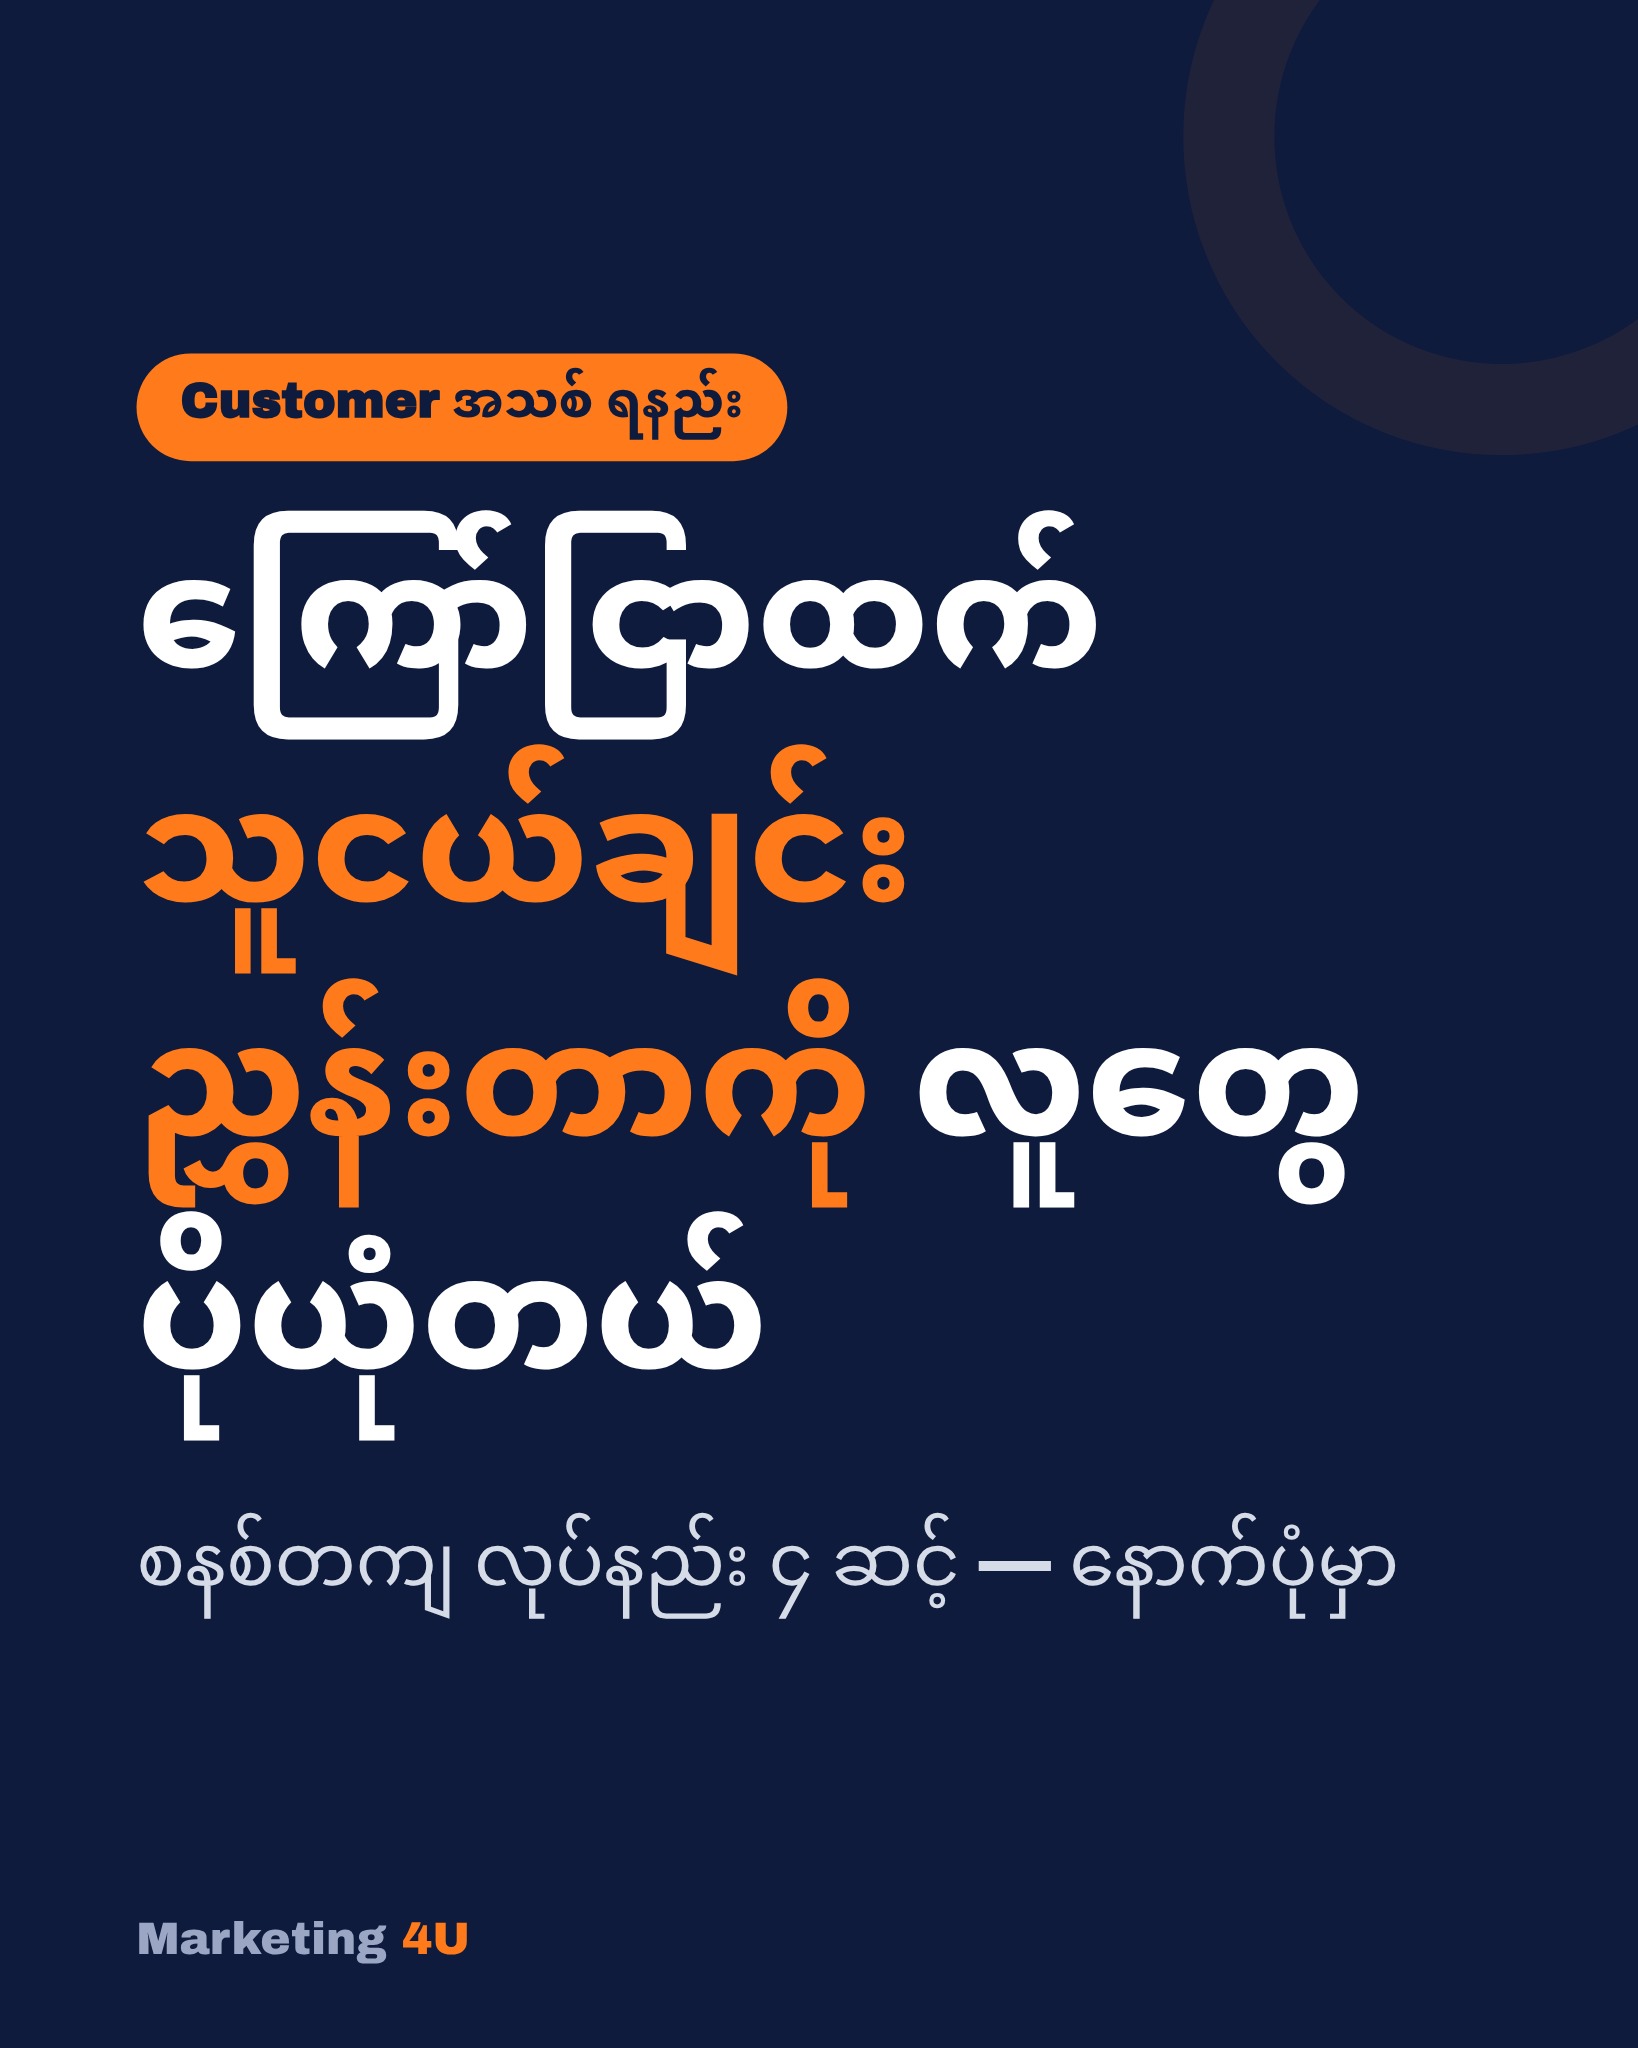 Customer အသစ် ရနည်း
ကြော်ငြာထက်
သူငယ်ချင်း
ညွှန်းတာကို လူတွေ
ပိုယုံတယ်
စနစ်တကျ လုပ်နည်း ၄ ဆင့် — နောက်ပုံမှာ
Marketing 4U